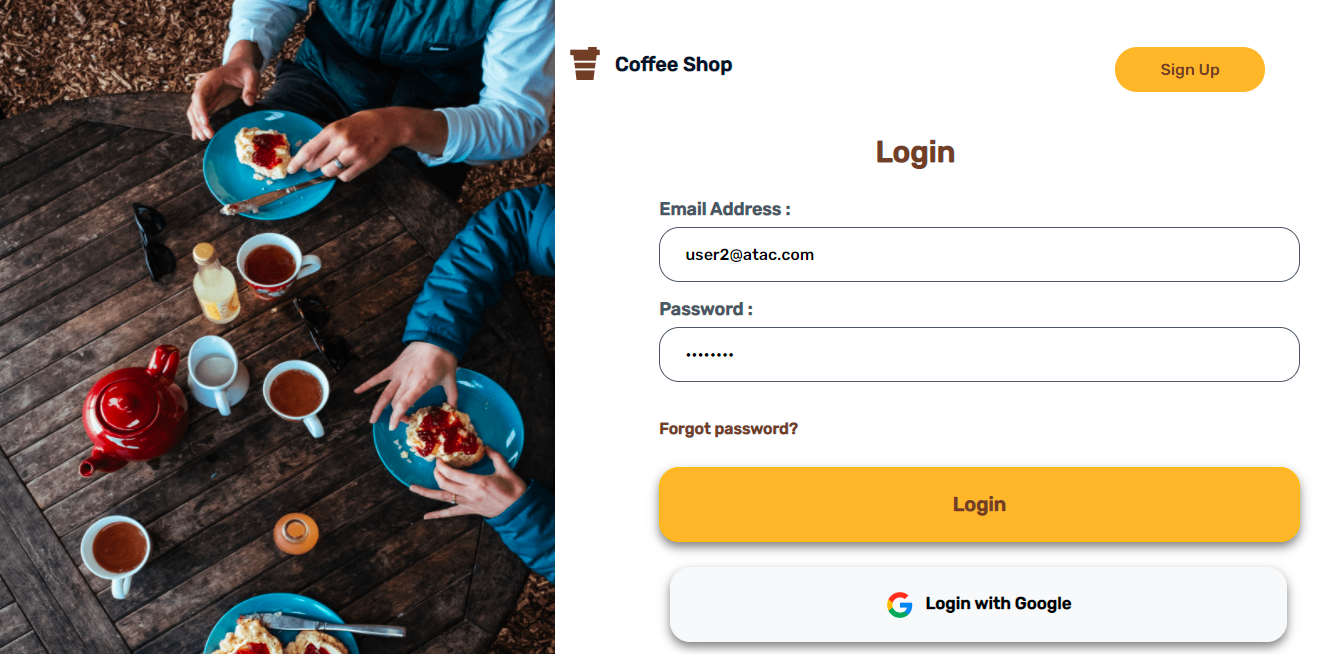 Coffee Shop
Sign Up
Login
Email Address :
user2@atac.com
Password :
••••••••
Forgot password?
Login
Login with Google